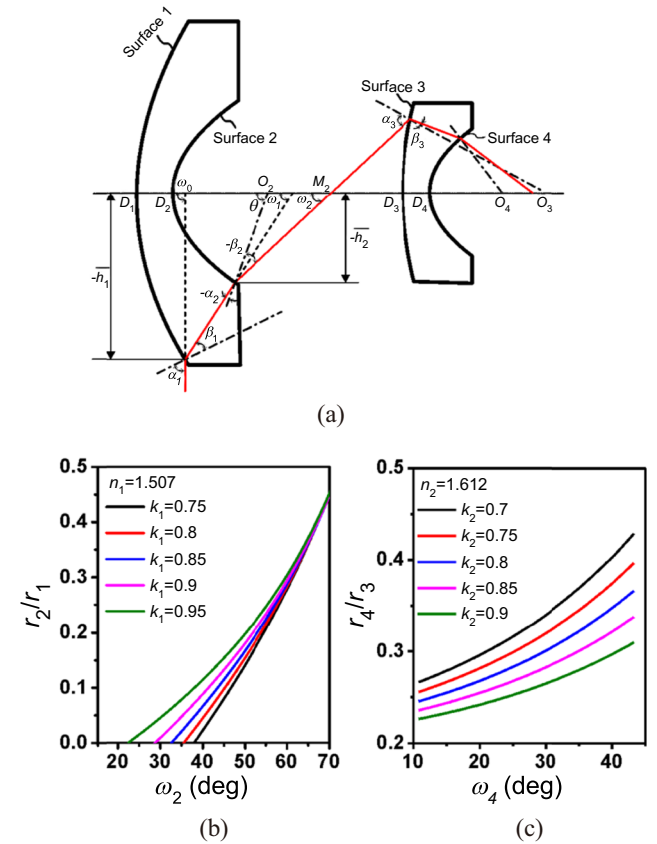 Surface 1
Surface 2
Surface 3
Surface 4
α₃
β₃
ω₀
O₂
M₂
D₁
D₂
θ
ω₁
ω₂
D₃
D₄
O₄
O₃
-β₂
-h̅₂
-h̅₁
-α₂
β₁
α₁
(a)
0.5
0.4
0.3
0.2
0.1
0.0
n₁=1.507
k₁=0.75
k₁=0.8
k₁=0.85
k₁=0.9
k₁=0.95
r₂/r₁
20 30 40 50 60 70
ω₂ (deg)
(b)
0.5
0.4
0.3
0.2
n₂=1.612
k₂=0.7
k₂=0.75
k₂=0.8
k₂=0.85
k₂=0.9
r₄/r₃
10 20 30 40
ω₄ (deg)
(c)